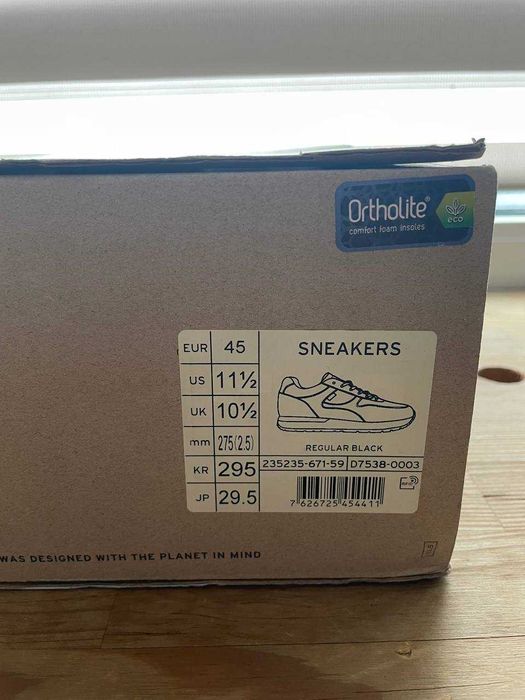 Ortholite®
eco
comfort foam insoles
EUR 45
US 11½
UK 10½
mm 275(2.5)
KR 295
JP 29.5
SNEAKERS
REGULAR BLACK
235235-671-59 D7538-0003
7 626725 454411
WAS DESIGNED WITH THE PLANET IN MIND